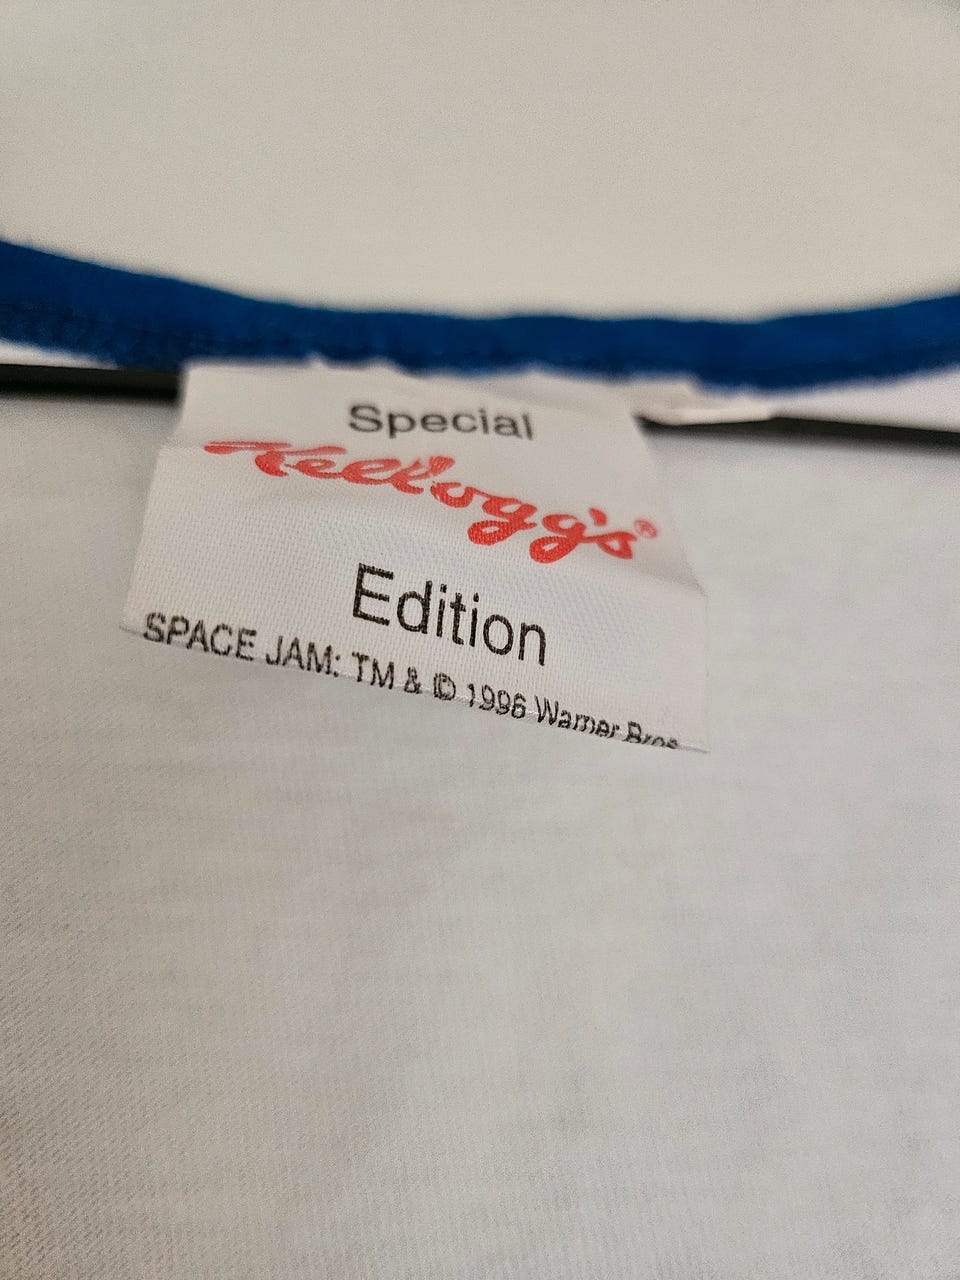 Special
Kellogg's®
Edition
SPACE JAM: TM & © 1996 Warner Bros